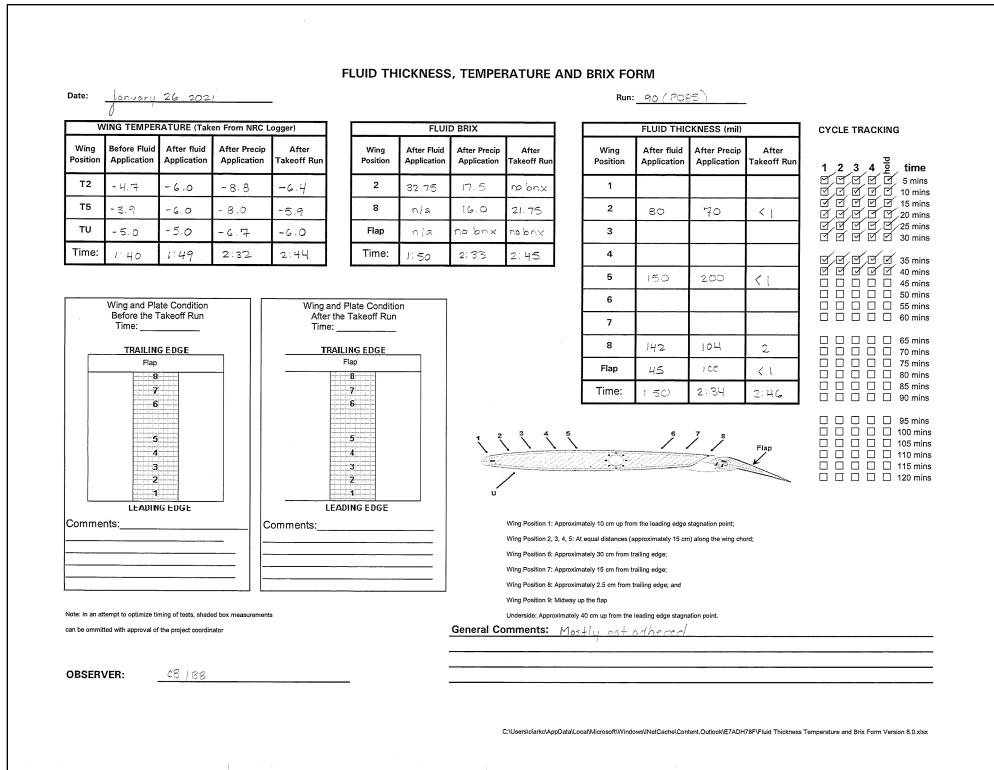 FLUID THICKNESS, TEMPERATURE AND BRIX FORM
Date: January 26 2021
Run: 90 (P085)
WING TEMPERATURE (Taken From NRC Logger)
Wing Position Before Fluid Application After fluid Application After Precip Application After Takeoff Run
T2 -4.7 -6.0 -8.8 -6.4
T5 -3.9 -6.0 -8.0 -5.9
TU -5.0 -5.0 -6.7 -6.0
Time: 1:40 1:49 2:32 2:44
FLUID BRIX
Wing Position After Fluid Application After Precip Application After Takeoff Run
2 32.75 17.5 no brix
8 n/a 16.0 21.75
Flap n/a no brix no brix
Time: 1:50 2:33 2:45
FLUID THICKNESS (mil)
Wing Position After Fluid Application After Precip Application After Takeoff Run
1
2 80 70 <1
3
4
5 150 200 <1
6
7
8 142 104 2
Flap 45 ice <1
Time: 1:50 2:34 2:46
CYCLE TRACKING
1 2 3 4 hold time
5 mins
10 mins
15 mins
20 mins
25 mins
30 mins
35 mins
40 mins
45 mins
50 mins
55 mins
60 mins
65 mins
70 mins
75 mins
80 mins
85 mins
90 mins
95 mins
100 mins
105 mins
110 mins
115 mins
120 mins
Wing and Plate Condition
Before the Takeoff Run
Time:
TRAILING EDGE
Flap
8
7
6
5
4
3
2
1
LEADING EDGE
Comments:
Wing and Plate Condition
After the Takeoff Run
Time:
TRAILING EDGE
Flap
8
7
6
5
4
3
2
1
LEADING EDGE
Comments:
1 2 3 4 5 6 7 8 Flap
U
Wing Position 1: Approximately 10 cm up from the leading edge stagnation point;
Wing Position 2, 3, 4, 5: At equal distances (approximately 15 cm) along the wing chord;
Wing Position 6: Approximately 30 cm from trailing edge;
Wing Position 7: Approximately 15 cm from trailing edge;
Wing Position 8: Approximately 2.5 cm from trailing edge; and
Wing Position 9: Midway up the flap
Underside: Approximately 40 cm up from the leading edge stagnation point.
Note: In an attempt to optimize timing of tests, shaded box measurements
can be ommitted with approval of the project coordinator
General Comments: Mostly not adhered
OBSERVER: CB / BB
C:\Users\clarko\AppData\Local\Microsoft\Windows\INetCache\Content.Outlook\E7ADH76F\Fluid Thickness Temperature and Brix Form Version 8.0.xlsx